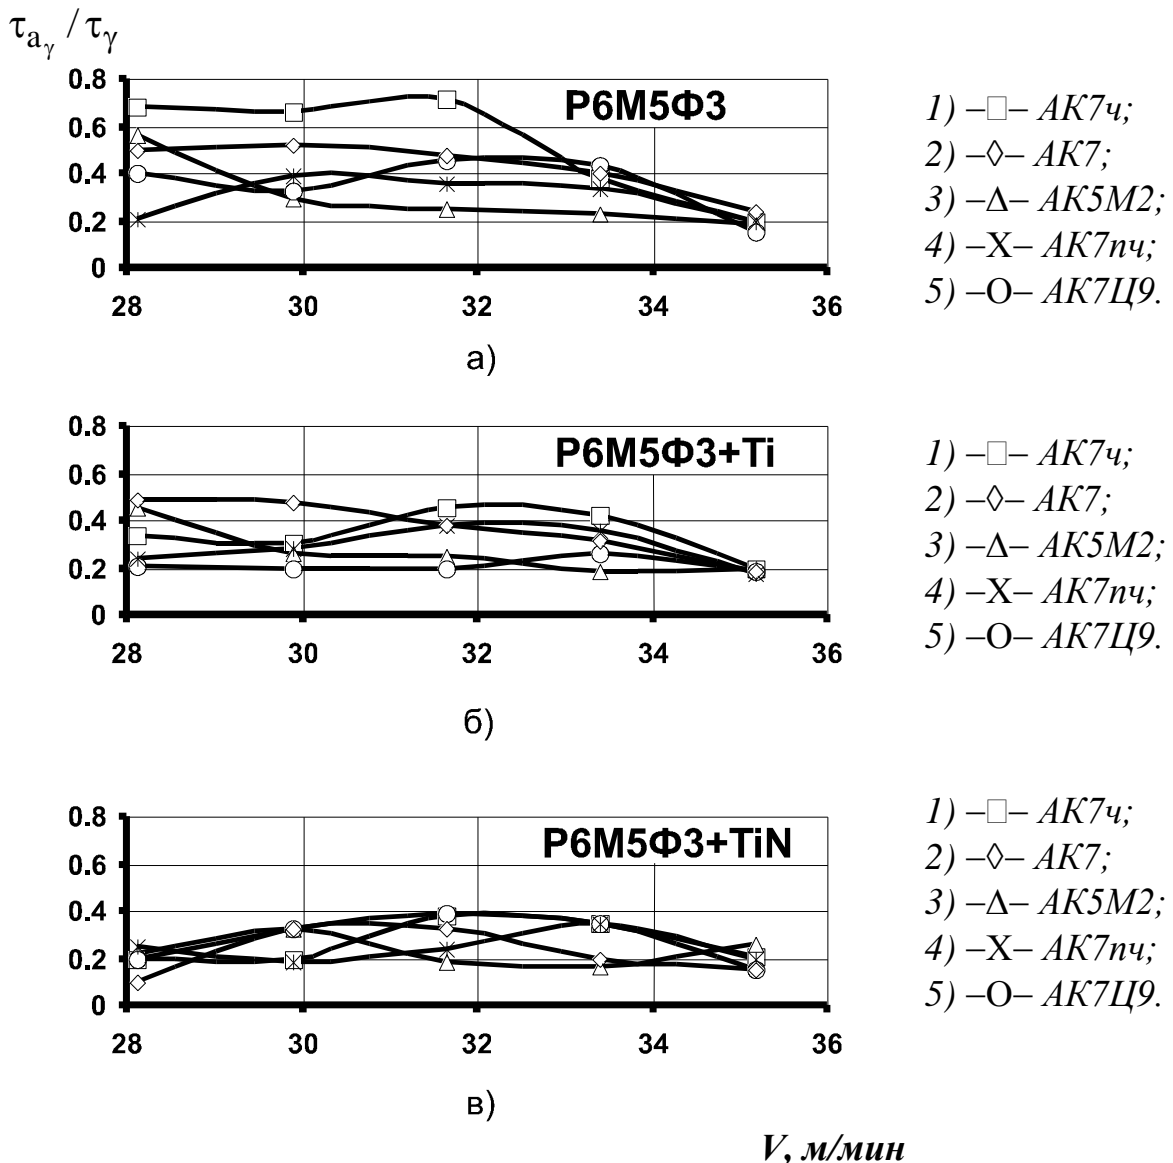 τaγ / τγ
0.8
0.6
0.4
0.2
0
28 30 32 34 36
Р6М5Ф3
1) –□– АК7ч;
2) –◊– АК7;
3) –Δ– АК5М2;
4) –Х– АК7пч;
5) –О– АК7Ц9.
а)
0.8
0.6
0.4
0.2
0
28 30 32 34 36
Р6М5Ф3+Ti
1) –□– АК7ч;
2) –◊– АК7;
3) –Δ– АК5М2;
4) –Х– АК7пч;
5) –О– АК7Ц9.
б)
0.8
0.6
0.4
0.2
0
28 30 32 34 36
Р6М5Ф3+TiN
1) –□– АК7ч;
2) –◊– АК7;
3) –Δ– АК5М2;
4) –Х– АК7пч;
5) –О– АК7Ц9.
в)
V, м/мин